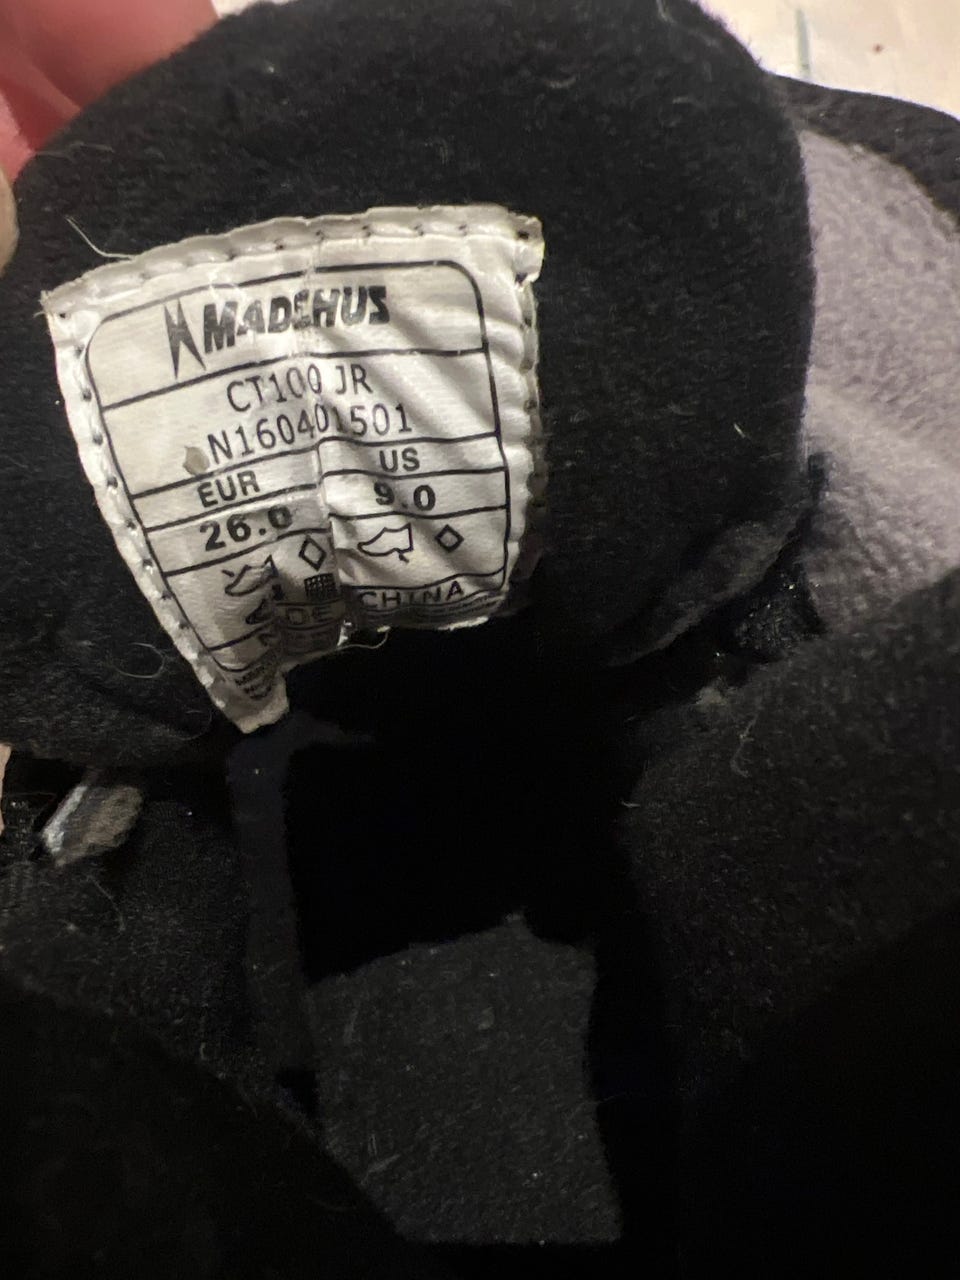 MADSHUS
CT100 JR
N160401501
EUR US
26.0 9.0
CHINA